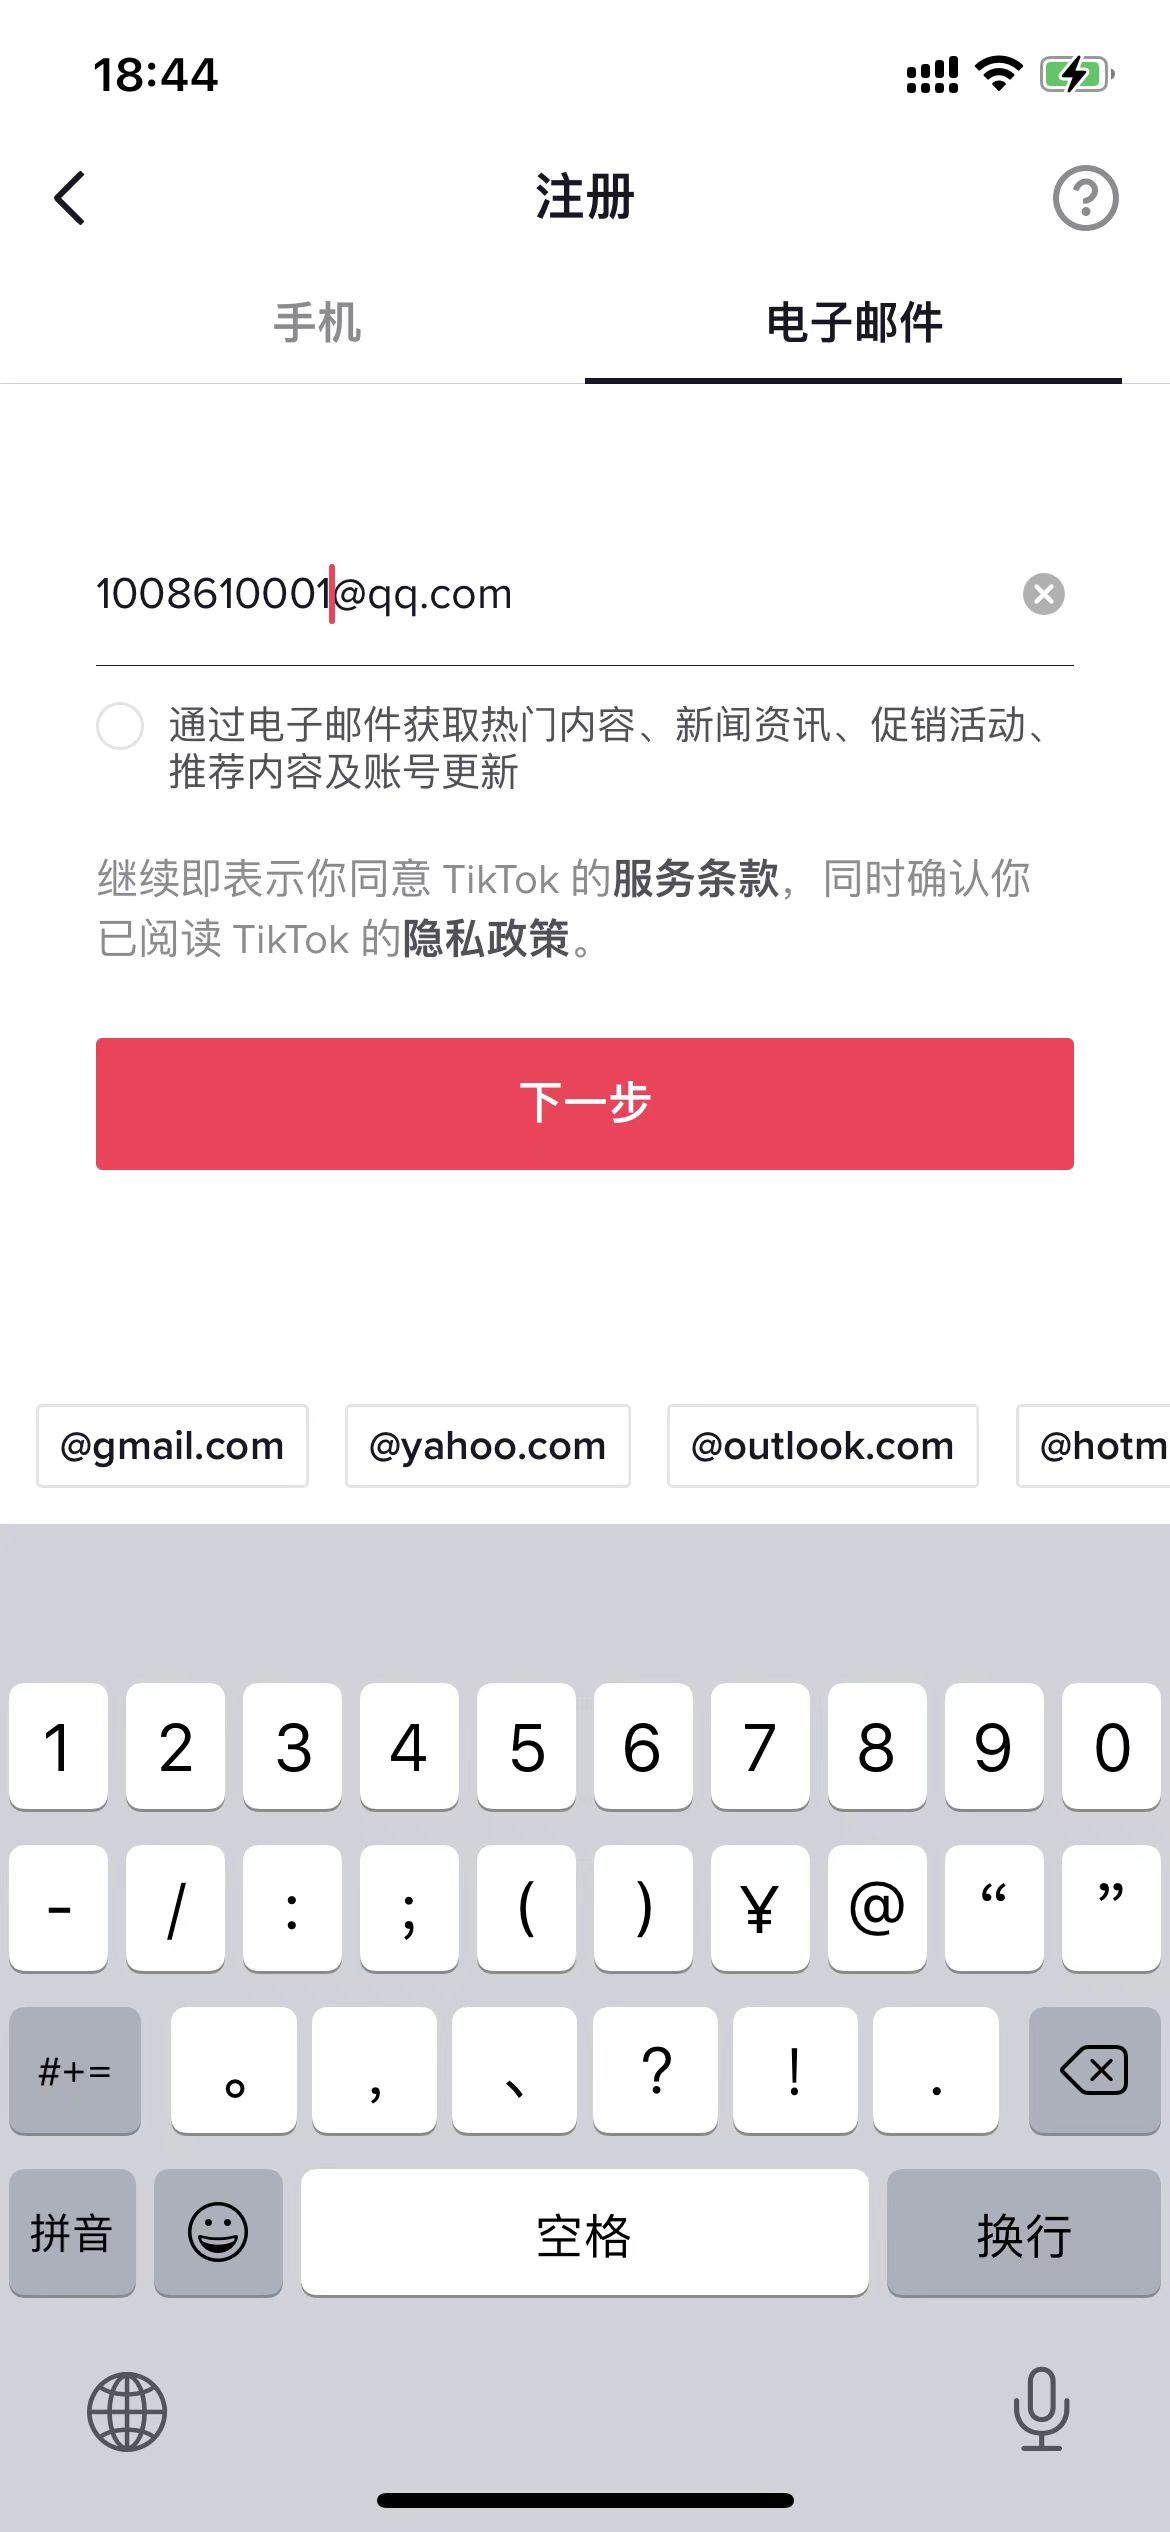 18:44
注册
手机
电子邮件
1008610001@qq.com
通过电子邮件获取热门内容、新闻资讯、促销活动、
推荐内容及账号更新
继续即表示你同意 TikTok 的服务条款，同时确认你
已阅读 TikTok 的隐私政策。
下一步
@gmail.com @yahoo.com @outlook.com @hotm
1 2 3 4 5 6 7 8 9 0
- / : ; ( ) ¥ @ “ ”
#+= 。 , 、 ? ! .
拼音 空格 换行